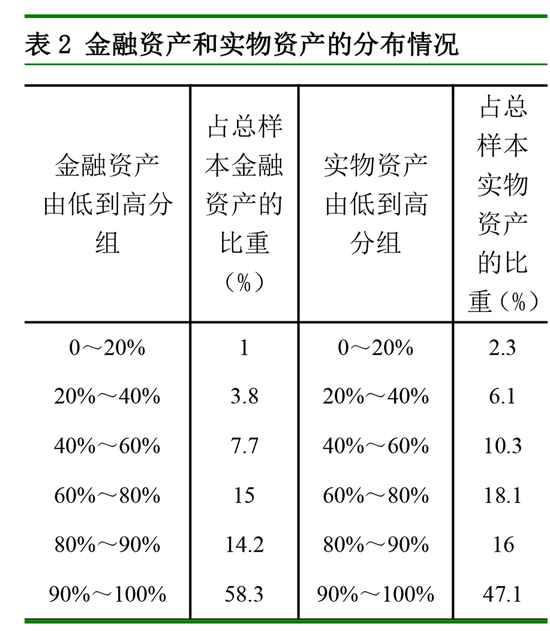 表 2 金融资产和实物资产的分布情况
金融资产
由低到高分
组
占总样
本金融
资产的
比重
（%）
实物资产
由低到高
分组
占总
样本
实物
资产
的比
重（%）
0～20% 1 0～20% 2.3
20%～40% 3.8 20%～40% 6.1
40%～60% 7.7 40%～60% 10.3
60%～80% 15 60%～80% 18.1
80%～90% 14.2 80%～90% 16
90%～100% 58.3 90%～100% 47.1